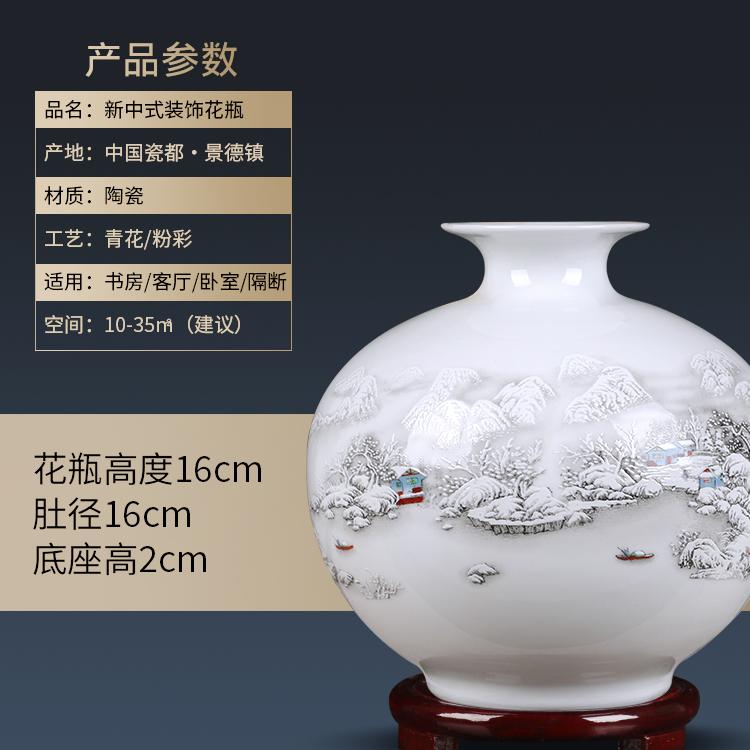 产品参数
品名：新中式装饰花瓶
产地：中国瓷都·景德镇
材质：陶瓷
工艺：青花/粉彩
适用：书房/客厅/卧室/隔断
空间：10-35㎡（建议）
花瓶高度16cm
肚径16cm
底座高2cm